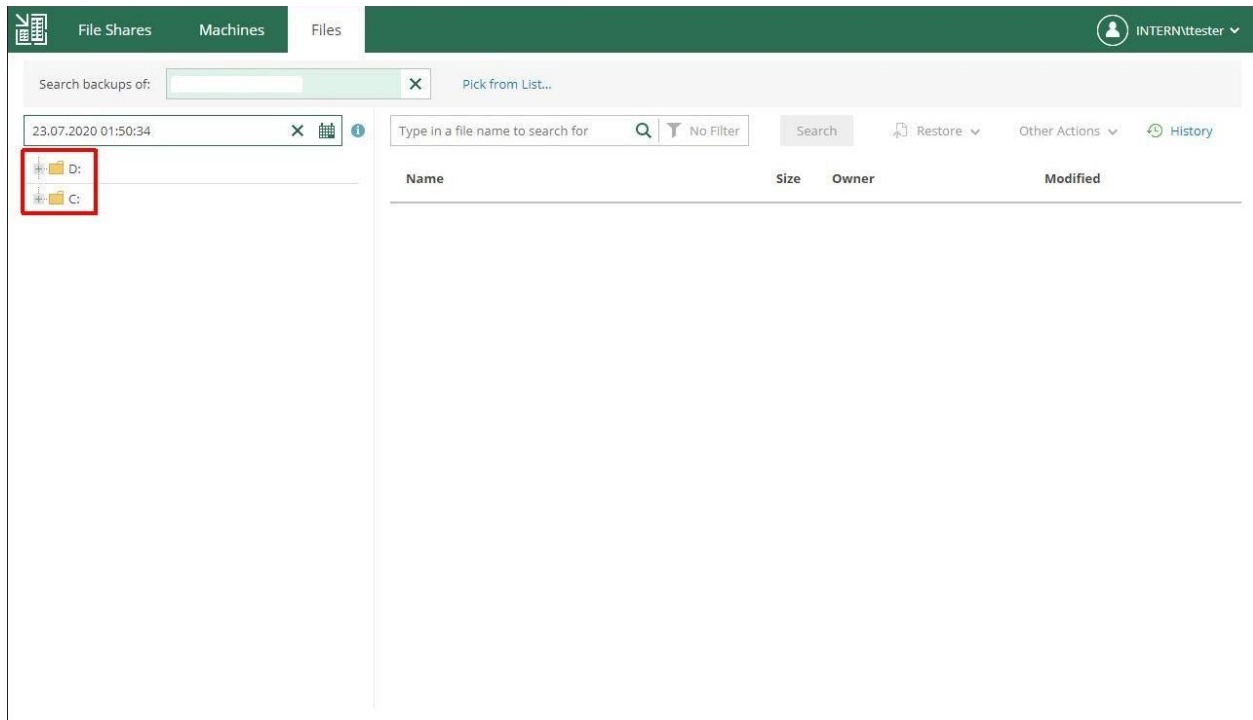 File Shares Machines Files INTERN\ttester
Search backups of: Pick from List...
23.07.2020 01:50:34 Type in a file name to search for No Filter Search Restore Other Actions History
D:
Name Size Owner Modified
C: